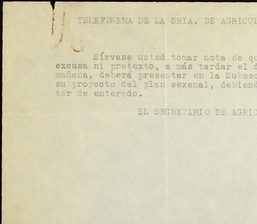 TELEFONEMA DE LA SRIA. DE AGRICUL
Sírvase usted tomar nota de qu
excusa ni pretexto, a más tardar el d
mañana, deberá presentar en la Subsec
su proyecto del plan sexenal, debiend
tar de enterado.
EL SECRETARIO DE AGRIC